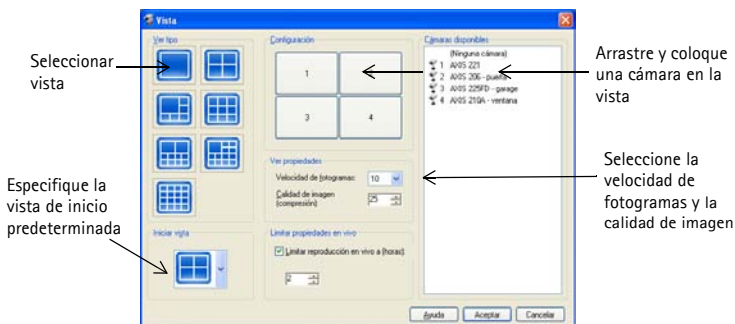 Vista
Ver tipo
Configuración
Cámaras disponibles
Seleccionar
vista
1
3
4
(Ninguna cámara)
1 AXIS 221
2 AXIS 206 - puerta
3 AXIS 225FD - garage
4 AXIS 210A - ventana
Arrastre y coloque
una cámara en la
vista
Ver propiedades
Velocidad de fotogramas:
10
Calidad de imagen
(compresión)
25
Seleccione la
velocidad de
fotogramas y la
calidad de imagen
Especifique la
vista de inicio
predeterminada
Iniciar vista
Limitar propiedades en vivo
Limitar reproducción en vivo a (horas):
2
Ayuda
Aceptar
Cancelar